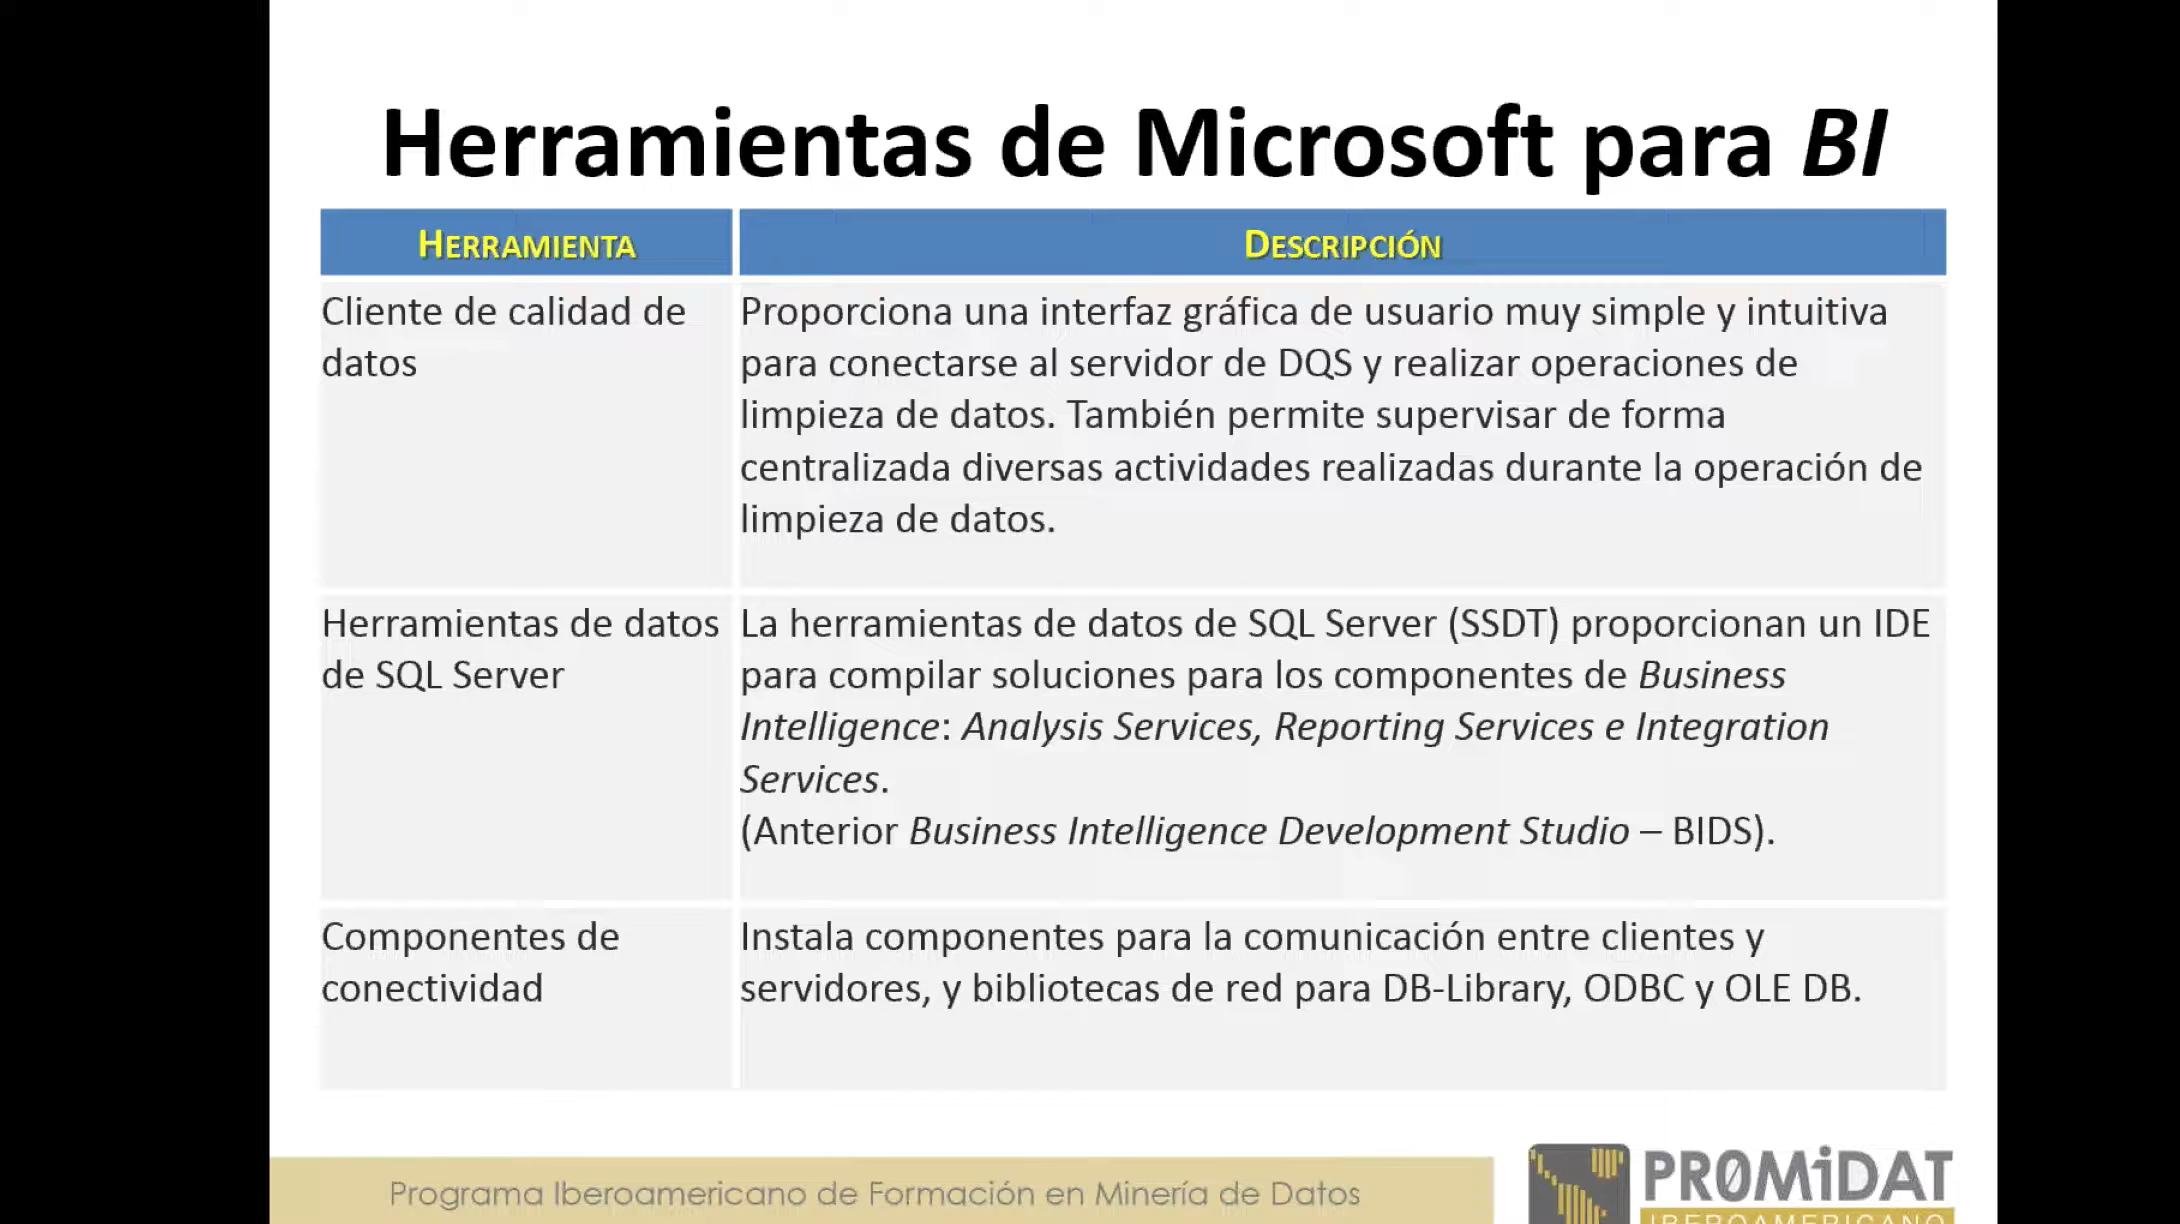 Herramientas de Microsoft para BI
HERRAMIENTA
DESCRIPCIÓN
Cliente de calidad de
datos
Proporciona una interfaz gráfica de usuario muy simple y intuitiva
para conectarse al servidor de DQS y realizar operaciones de
limpieza de datos. También permite supervisar de forma
centralizada diversas actividades realizadas durante la operación de
limpieza de datos.
Herramientas de datos
de SQL Server
La herramientas de datos de SQL Server (SSDT) proporcionan un IDE
para compilar soluciones para los componentes de Business
Intelligence: Analysis Services, Reporting Services e Integration
Services.
(Anterior Business Intelligence Development Studio – BIDS).
Componentes de
conectividad
Instala componentes para la comunicación entre clientes y
servidores, y bibliotecas de red para DB-Library, ODBC y OLE DB.
Programa Iberoamericano de Formación en Minería de Datos
PR0MiDAT
IBEROAMERICANO